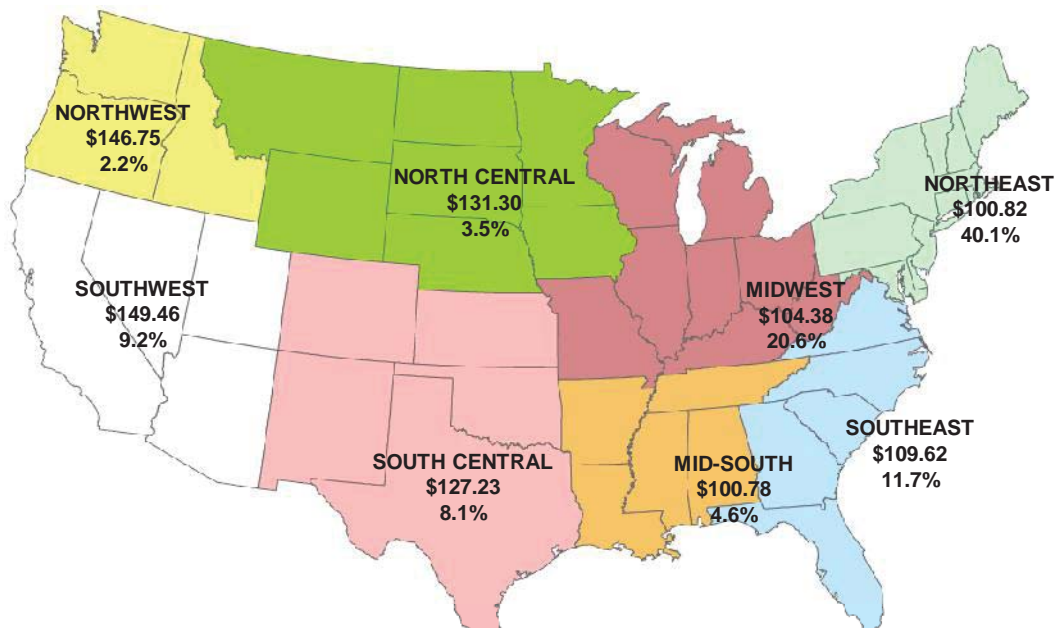 NORTHWEST
$146.75
2.2%
NORTH CENTRAL
$131.30
3.5%
NORTHEAST
$100.82
40.1%
SOUTHWEST
$149.46
9.2%
MIDWEST
$104.38
20.6%
SOUTHEAST
$109.62
11.7%
SOUTH CENTRAL
$127.23
8.1%
MID-SOUTH
$100.78
4.6%